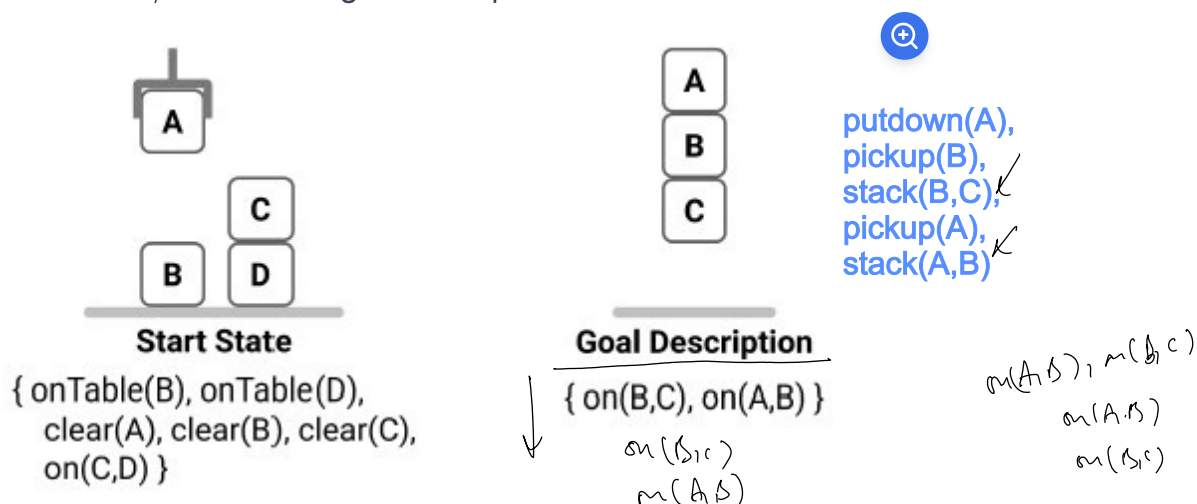 A
C
B
D
Start State
{ onTable(B), onTable(D),
clear(A), clear(B), clear(C),
on(C,D) }
A
B
C
Goal Description
{ on(B,C), on(A,B) }
on(B,C)
on(A,B)
putdown(A),
pickup(B),
stack(B,C),
pickup(A),
stack(A,B)
on(A,B), on(B,C)
on(A,B)
on(B,C)